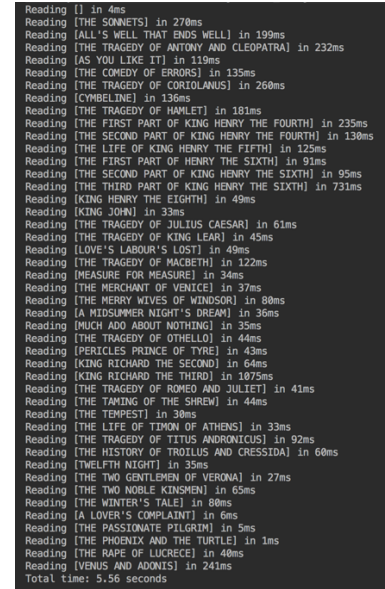 Reading [] in 4ms
Reading [THE SONNETS] in 270ms
Reading [ALL'S WELL THAT ENDS WELL] in 199ms
Reading [THE TRAGEDY OF ANTONY AND CLEOPATRA] in 232ms
Reading [AS YOU LIKE IT] in 119ms
Reading [THE COMEDY OF ERRORS] in 135ms
Reading [THE TRAGEDY OF CORIOLANUS] in 260ms
Reading [CYMBELINE] in 136ms
Reading [THE TRAGEDY OF HAMLET] in 181ms
Reading [THE FIRST PART OF KING HENRY THE FOURTH] in 235ms
Reading [THE SECOND PART OF KING HENRY THE FOURTH] in 130ms
Reading [THE LIFE OF KING HENRY THE FIFTH] in 125ms
Reading [THE FIRST PART OF HENRY THE SIXTH] in 91ms
Reading [THE SECOND PART OF KING HENRY THE SIXTH] in 95ms
Reading [THE THIRD PART OF KING HENRY THE SIXTH] in 731ms
Reading [KING HENRY THE EIGHTH] in 49ms
Reading [KING JOHN] in 33ms
Reading [THE TRAGEDY OF JULIUS CAESAR] in 61ms
Reading [THE TRAGEDY OF KING LEAR] in 45ms
Reading [LOVE'S LABOUR'S LOST] in 49ms
Reading [THE TRAGEDY OF MACBETH] in 122ms
Reading [MEASURE FOR MEASURE] in 34ms
Reading [THE MERCHANT OF VENICE] in 37ms
Reading [THE MERRY WIVES OF WINDSOR] in 80ms
Reading [A MIDSUMMER NIGHT'S DREAM] in 36ms
Reading [MUCH ADO ABOUT NOTHING] in 35ms
Reading [THE TRAGEDY OF OTHELLO] in 44ms
Reading [PERICLES PRINCE OF TYRE] in 43ms
Reading [KING RICHARD THE SECOND] in 64ms
Reading [KING RICHARD THE THIRD] in 1075ms
Reading [THE TRAGEDY OF ROMEO AND JULIET] in 41ms
Reading [THE TAMING OF THE SHREW] in 44ms
Reading [THE TEMPEST] in 30ms
Reading [THE LIFE OF TIMON OF ATHENS] in 33ms
Reading [THE TRAGEDY OF TITUS ANDRONICUS] in 92ms
Reading [THE HISTORY OF TROILUS AND CRESSIDA] in 60ms
Reading [TWELFTH NIGHT] in 35ms
Reading [THE TWO GENTLEMEN OF VERONA] in 27ms
Reading [THE TWO NOBLE KINSMEN] in 65ms
Reading [THE WINTER'S TALE] in 80ms
Reading [A LOVER'S COMPLAINT] in 6ms
Reading [THE PASSIONATE PILGRIM] in 5ms
Reading [THE PHOENIX AND THE TURTLE] in 1ms
Reading [THE RAPE OF LUCRECE] in 40ms
Reading [VENUS AND ADONIS] in 241ms
Total time: 5.56 seconds